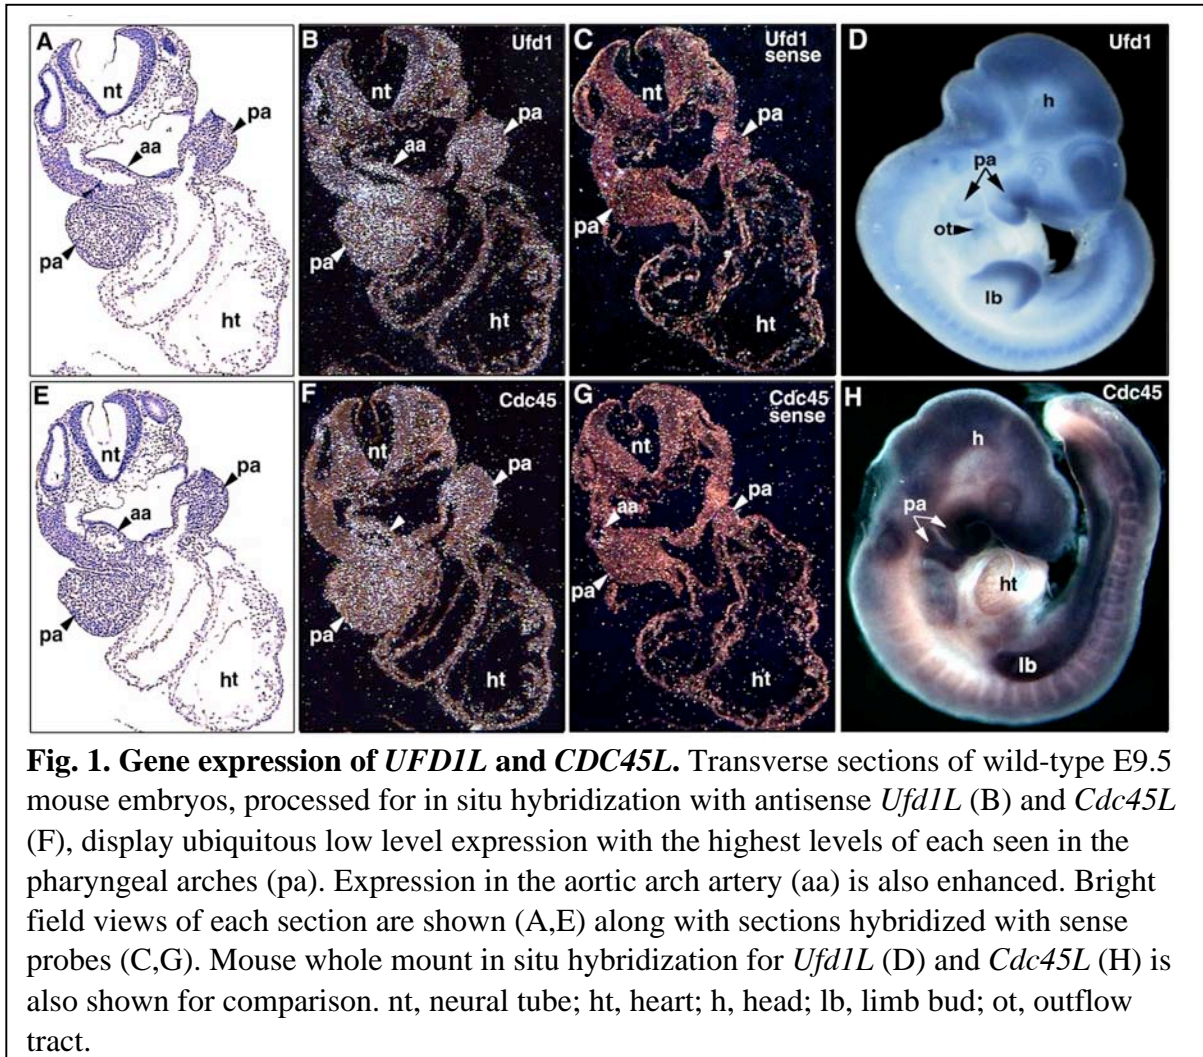 A
nt
pa
aa
pa
ht
B
Ufd1
nt
pa
aa
pa
ht
C
Ufd1
sense
nt
pa
pa
ht
D
Ufd1
h
pa
ot
lb
E
nt
pa
aa
pa
ht
F
Cdc45
nt
pa
pa
ht
G
Cdc45
sense
nt
pa
aa
pa
ht
H
Cdc45
h
pa
ht
lb
Fig. 1. Gene expression of UFD1L and CDC45L. Transverse sections of wild-type E9.5
mouse embryos, processed for in situ hybridization with antisense Ufd1L (B) and Cdc45L
(F), display ubiquitous low level expression with the highest levels of each seen in the
pharyngeal arches (pa). Expression in the aortic arch artery (aa) is also enhanced. Bright
field views of each section are shown (A,E) along with sections hybridized with sense
probes (C,G). Mouse whole mount in situ hybridization for Ufd1L (D) and Cdc45L (H) is
also shown for comparison. nt, neural tube; ht, heart; h, head; lb, limb bud; ot, outflow
tract.